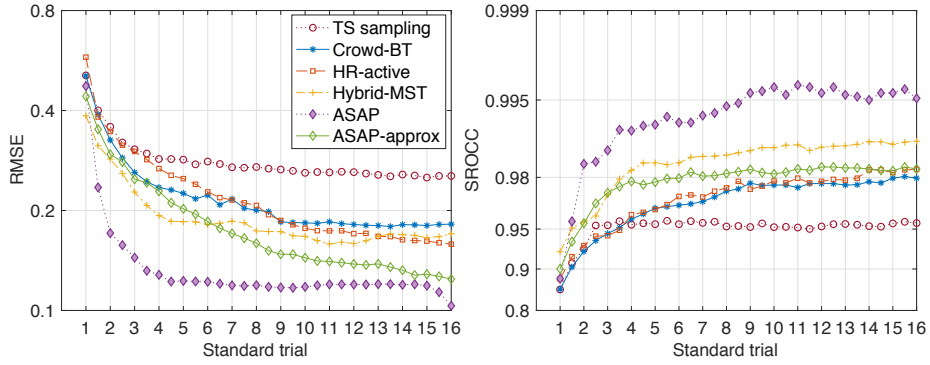 0.8
0.4
0.2
0.1
RMSE
1 2 3 4 5 6 7 8 9 10 11 12 13 14 15 16
Standard trial
TS sampling
Crowd-BT
HR-active
Hybrid-MST
ASAP
ASAP-approx
0.999
0.995
0.98
0.95
0.9
0.8
SROCC
1 2 3 4 5 6 7 8 9 10 11 12 13 14 15 16
Standard trial